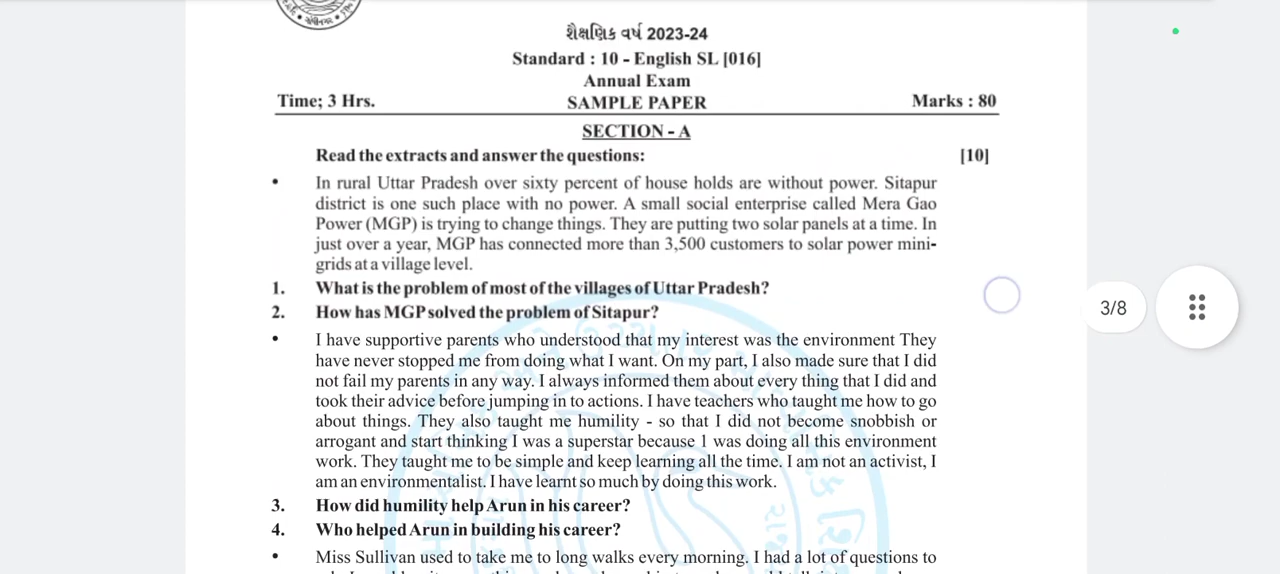 શૈક્ષણિક વર્ષ 2023-24
Standard : 10 - English SL [016]
Annual Exam
Time; 3 Hrs. SAMPLE PAPER Marks : 80
SECTION - A
Read the extracts and answer the questions: [10]
• In rural Uttar Pradesh over sixty percent of house holds are without power. Sitapur
district is one such place with no power. A small social enterprise called Mera Gao
Power (MGP) is trying to change things. They are putting two solar panels at a time. In
just over a year, MGP has connected more than 3,500 customers to solar power mini-
grids at a village level.
1. What is the problem of most of the villages of Uttar Pradesh?
2. How has MGP solved the problem of Sitapur?
• I have supportive parents who understood that my interest was the environment They
have never stopped me from doing what I want. On my part, I also made sure that I did
not fail my parents in any way. I always informed them about every thing that I did and
took their advice before jumping in to actions. I have teachers who taught me how to go
about things. They also taught me humility - so that I did not become snobbish or
arrogant and start thinking I was a superstar because 1 was doing all this environment
work. They taught me to be simple and keep learning all the time. I am not an activist, I
am an environmentalist. I have learnt so much by doing this work.
3. How did humility help Arun in his career?
4. Who helped Arun in building his career?
• Miss Sullivan used to take me to long walks every morning. I had a lot of questions to
3/8